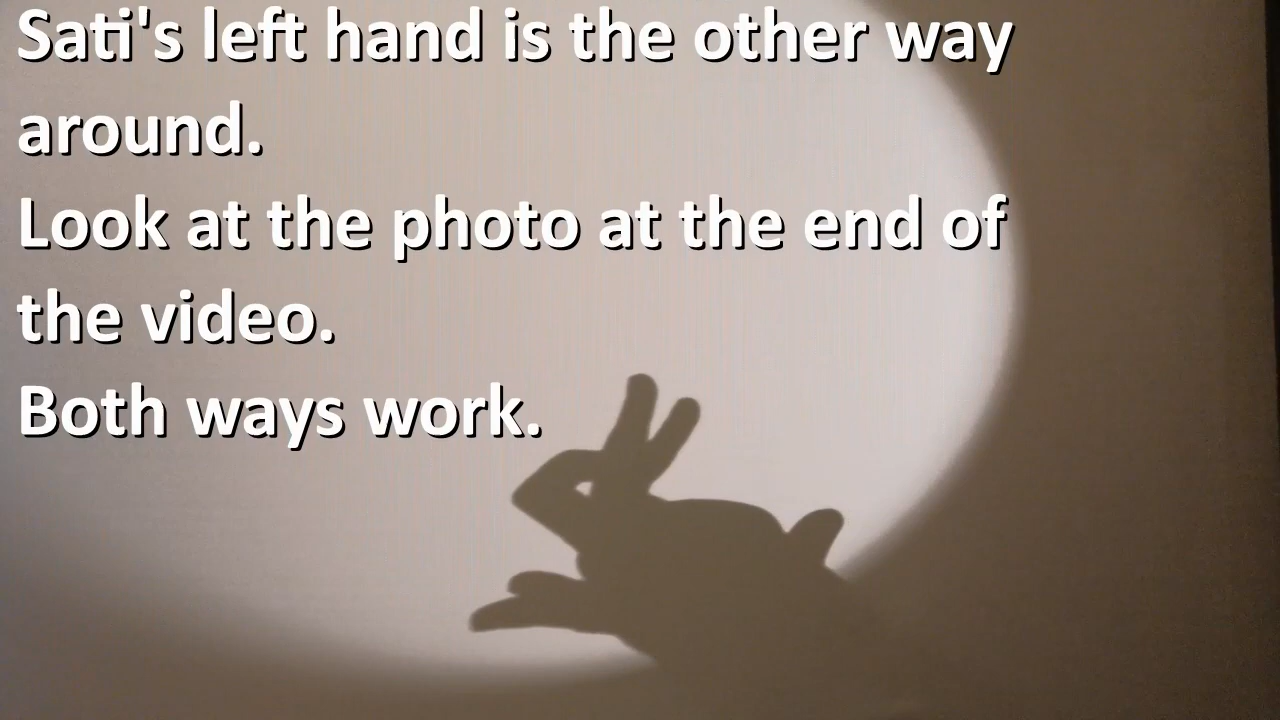 Sati's left hand is the other way
around.
Look at the photo at the end of
the video.
Both ways work.